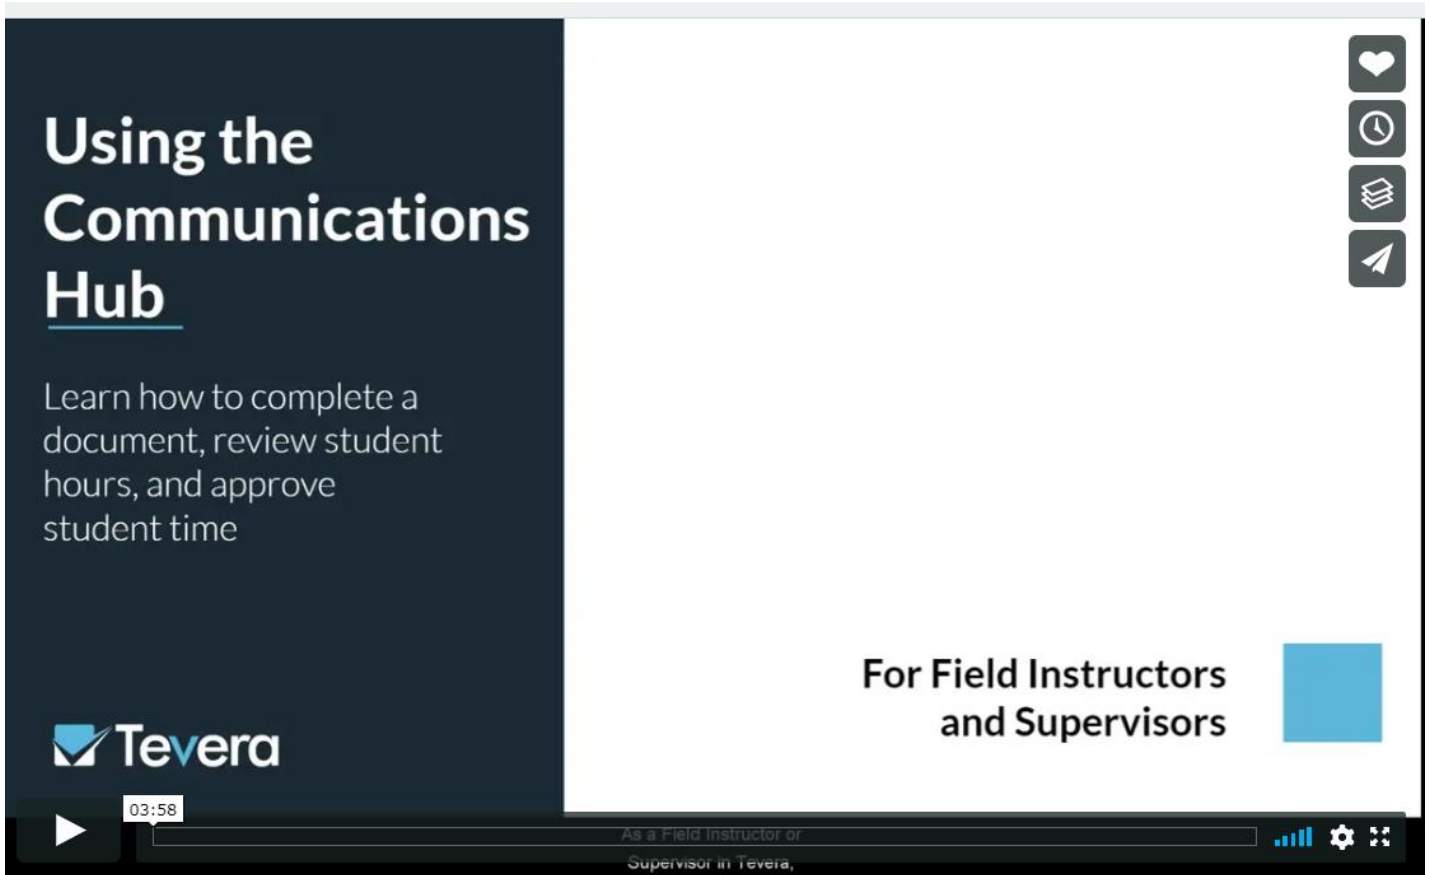 Using the
Communications
Hub
Learn how to complete a
document, review student
hours, and approve
student time
For Field Instructors
and Supervisors
Tevera
03:58
As a Field Instructor or
Supervisor in Tevera,